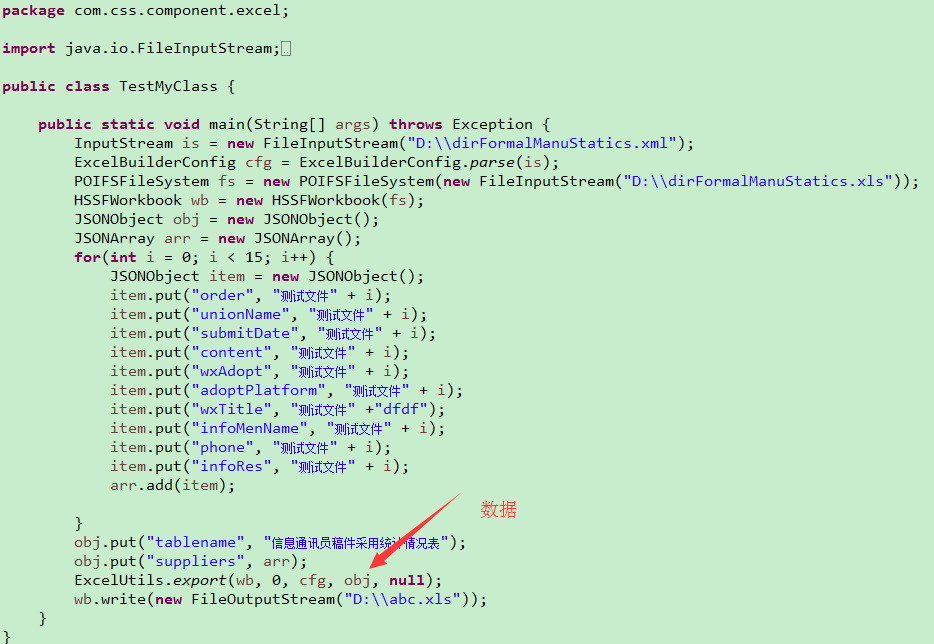 package com.css.component.excel;
import java.io.FileInputStream;
public class TestMyClass {
public static void main(String[] args) throws Exception {
InputStream is = new FileInputStream("D:\\dirFormalManuStatics.xml");
ExcelBuilderConfig cfg = ExcelBuilderConfig.parse(is);
POIFSFileSystem fs = new POIFSFileSystem(new FileInputStream("D:\\dirFormalManuStatics.xls"));
HSSFWorkbook wb = new HSSFWorkbook(fs);
JSONObject obj = new JSONObject();
JSONArray arr = new JSONArray();
for(int i = 0; i < 15; i++) {
JSONObject item = new JSONObject();
item.put("order", "测试文件" + i);
item.put("unionName", "测试文件" + i);
item.put("submitDate", "测试文件" + i);
item.put("content", "测试文件" + i);
item.put("wxAdopt", "测试文件" + i);
item.put("adoptPlatform", "测试文件" + i);
item.put("wxTitle", "测试文件" +"dfdf");
item.put("infoMenName", "测试文件" + i);
item.put("phone", "测试文件" + i);
item.put("infoRes", "测试文件" + i);
arr.add(item);
数据
}
obj.put("tablename", "信息通讯员稿件采用统计情况表");
obj.put("suppliers", arr);
ExcelUtils.export(wb, 0, cfg, obj, null);
wb.write(new FileOutputStream("D:\\abc.xls"));
}
}